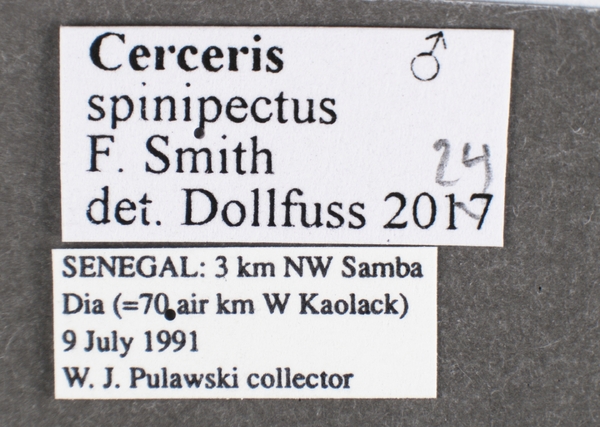 Cerceris ♂
spinipectus
F. Smith
24
det. Dollfuss 2017
SENEGAL: 3 km NW Samba
Dia (=70 air km W Kaolack)
9 July 1991
W. J. Pulawski collector